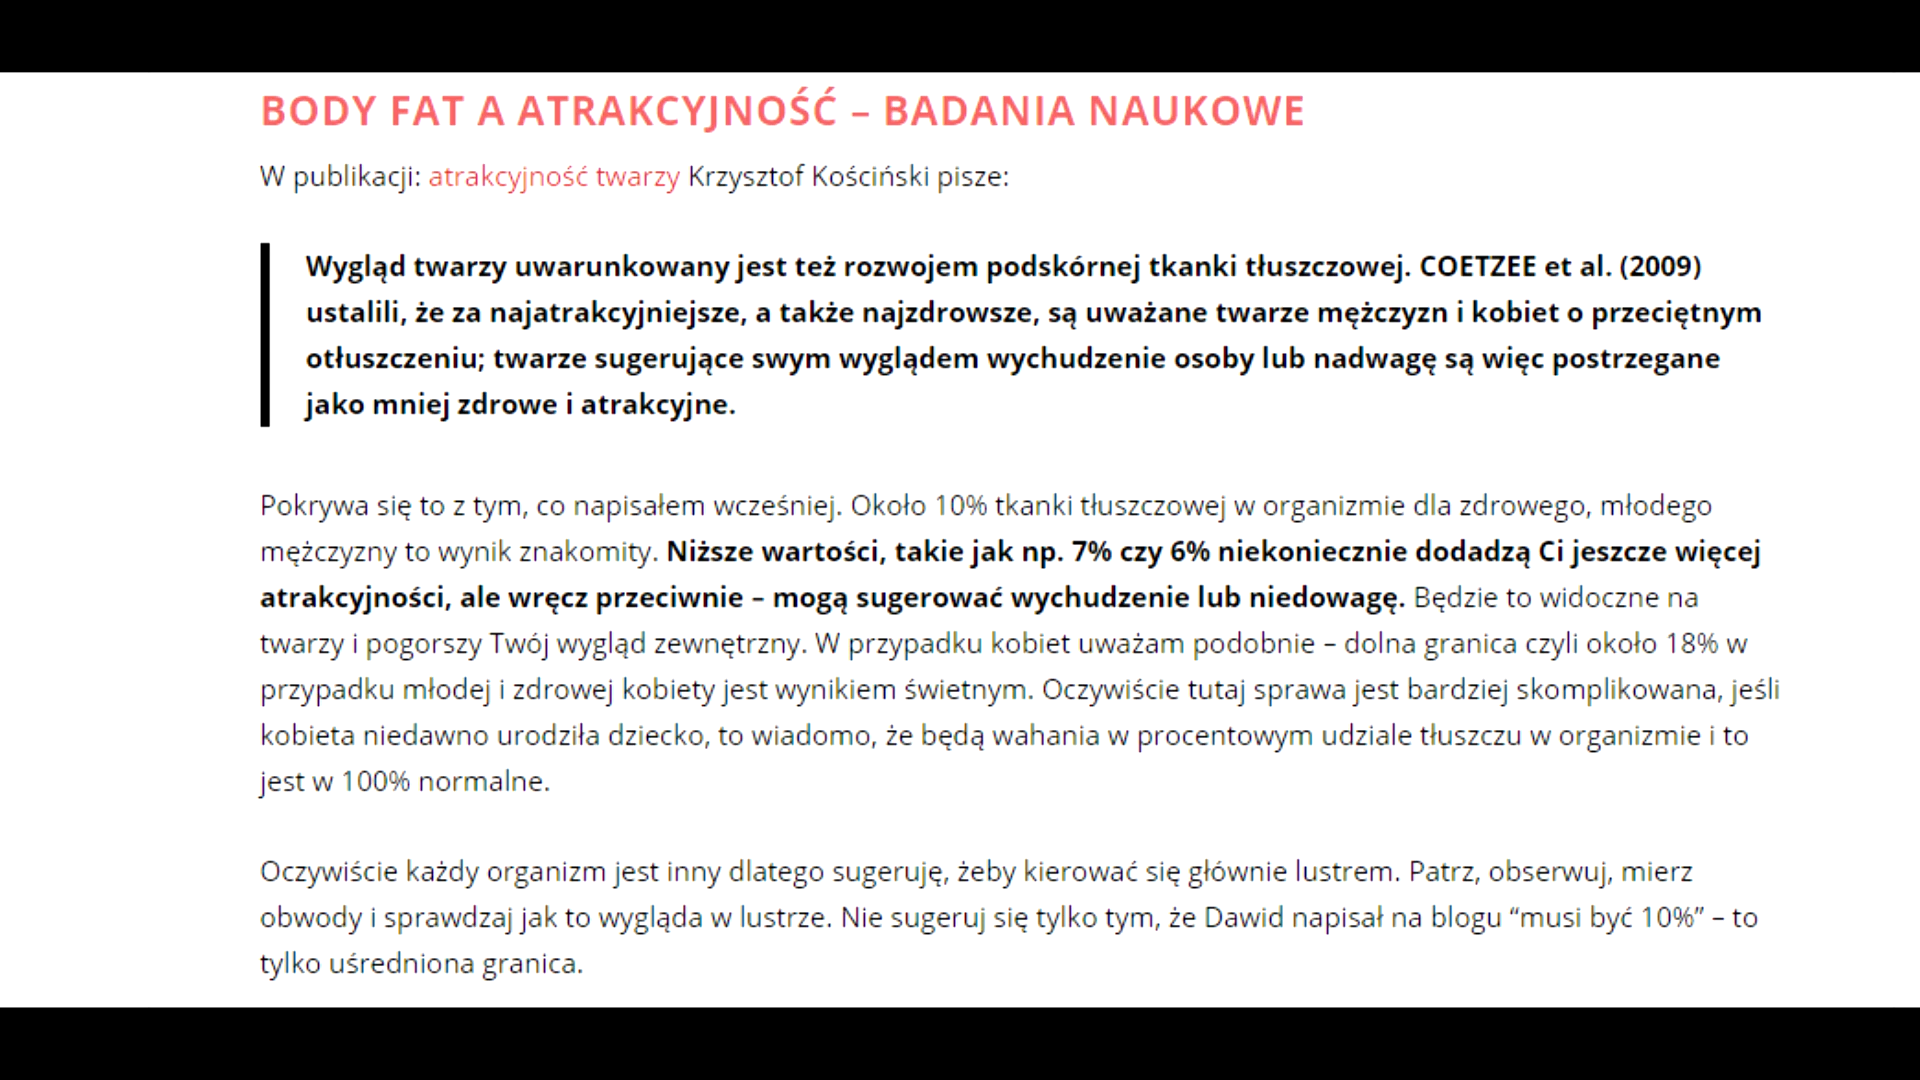 BODY FAT A ATRAKCYJNOŚĆ – BADANIA NAUKOWE
W publikacji: atrakcyjność twarzy Krzysztof Kościński pisze:
Wygląd twarzy uwarunkowany jest też rozwojem podskórnej tkanki tłuszczowej. COETZEE et al. (2009)
ustalili, że za najatrakcyjniejsze, a także najzdrowsze, są uważane twarze mężczyzn i kobiet o przeciętnym
otłuszczeniu; twarze sugerujące swym wyglądem wychudzenie osoby lub nadwagę są więc postrzegane
jako mniej zdrowe i atrakcyjne.
Pokrywa się to z tym, co napisałem wcześniej. Około 10% tkanki tłuszczowej w organizmie dla zdrowego, młodego
mężczyzny to wynik znakomity. Niższe wartości, takie jak np. 7% czy 6% niekoniecznie dodadzą Ci jeszcze więcej
atrakcyjności, ale wręcz przeciwnie – mogą sugerować wychudzenie lub niedowagę. Będzie to widoczne na
twarzy i pogorszy Twój wygląd zewnętrzny. W przypadku kobiet uważam podobnie – dolna granica czyli około 18% w
przypadku młodej i zdrowej kobiety jest wynikiem świetnym. Oczywiście tutaj sprawa jest bardziej skomplikowana, jeśli
kobieta niedawno urodziła dziecko, to wiadomo, że będą wahania w procentowym udziale tłuszczu w organizmie i to
jest w 100% normalne.
Oczywiście każdy organizm jest inny dlatego sugeruję, żeby kierować się głównie lustrem. Patrz, obserwuj, mierz
obwody i sprawdzaj jak to wygląda w lustrze. Nie sugeruj się tylko tym, że Dawid napisał na blogu “musi być 10%” – to
tylko uśredniona granica.